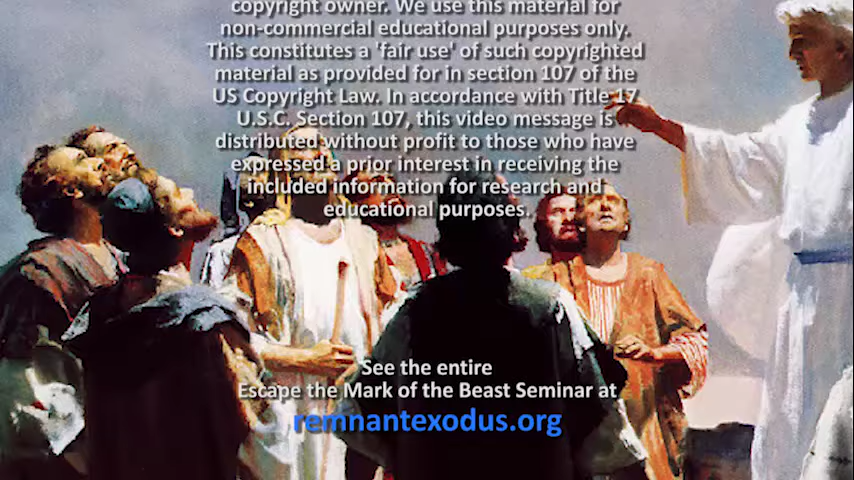 copyright owner. We use this material for
non-commercial educational purposes only.
This constitutes a 'fair use' of such copyrighted
material as provided for in section 107 of the
US Copyright Law. In accordance with Title 17
U.S.C. Section 107, this video message is
distributed without profit to those who have
expressed a prior interest in receiving the
included information for research and
educational purposes.
See the entire
Escape the Mark of the Beast Seminar at
remnantexodus.org